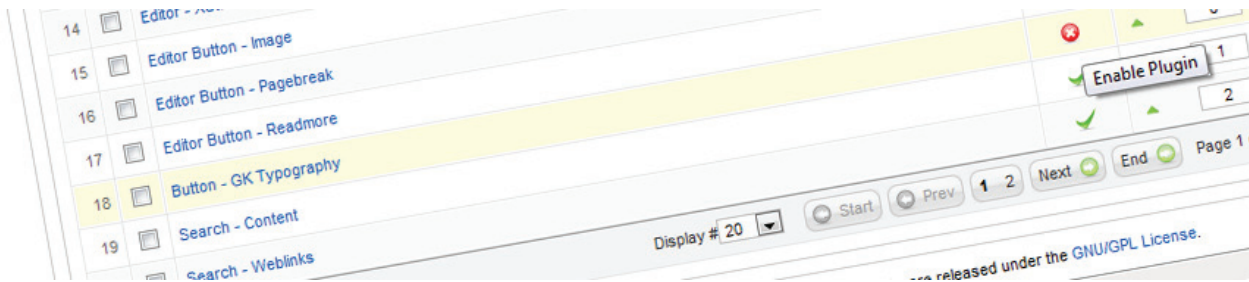 14 Editor -
15 Editor Button - Image
16 Editor Button - Pagebreak
17 Editor Button - Readmore
18 Button - GK Typography
19 Search - Content
Search - Weblinks
Enable Plugin
1
2
Display # 20 Start Prev 1 2 Next End Page 1
released under the GNU/GPL License.